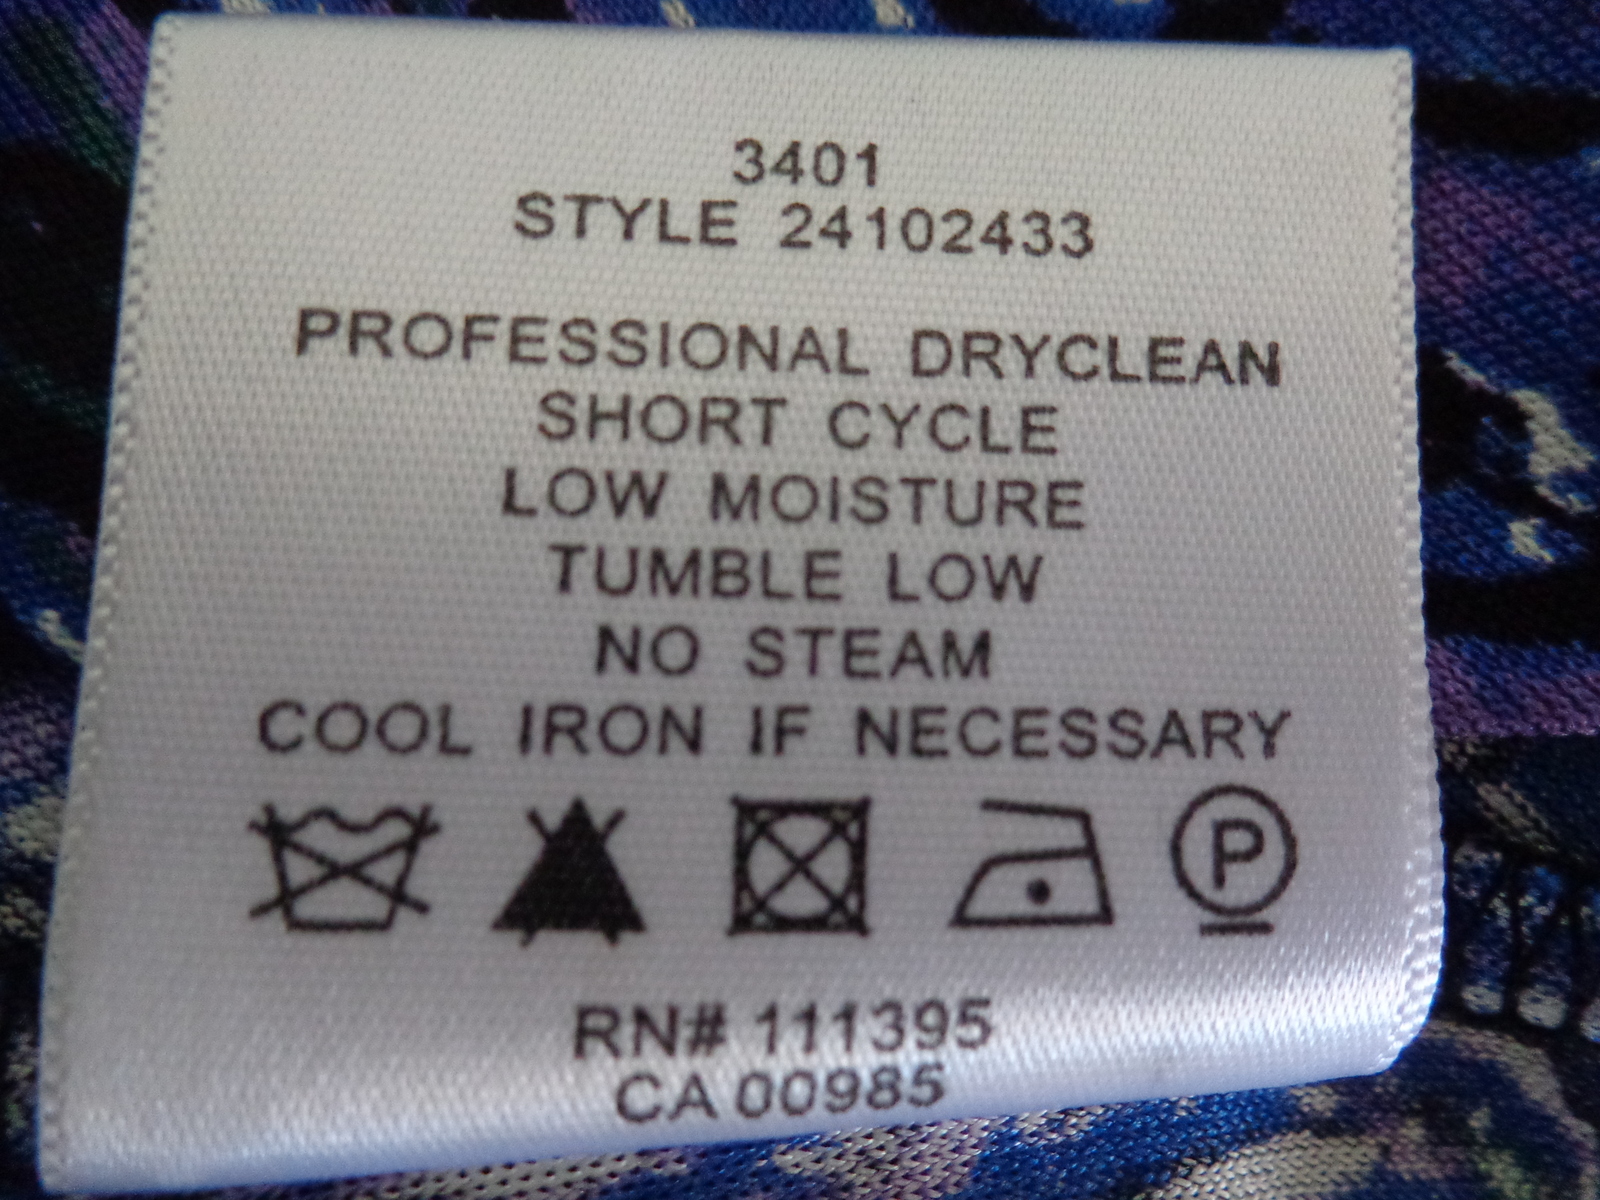 3401
STYLE 24102433
PROFESSIONAL DRYCLEAN
SHORT CYCLE
LOW MOISTURE
TUMBLE LOW
NO STEAM
COOL IRON IF NECESSARY
P
RN# 111395
CA 00985